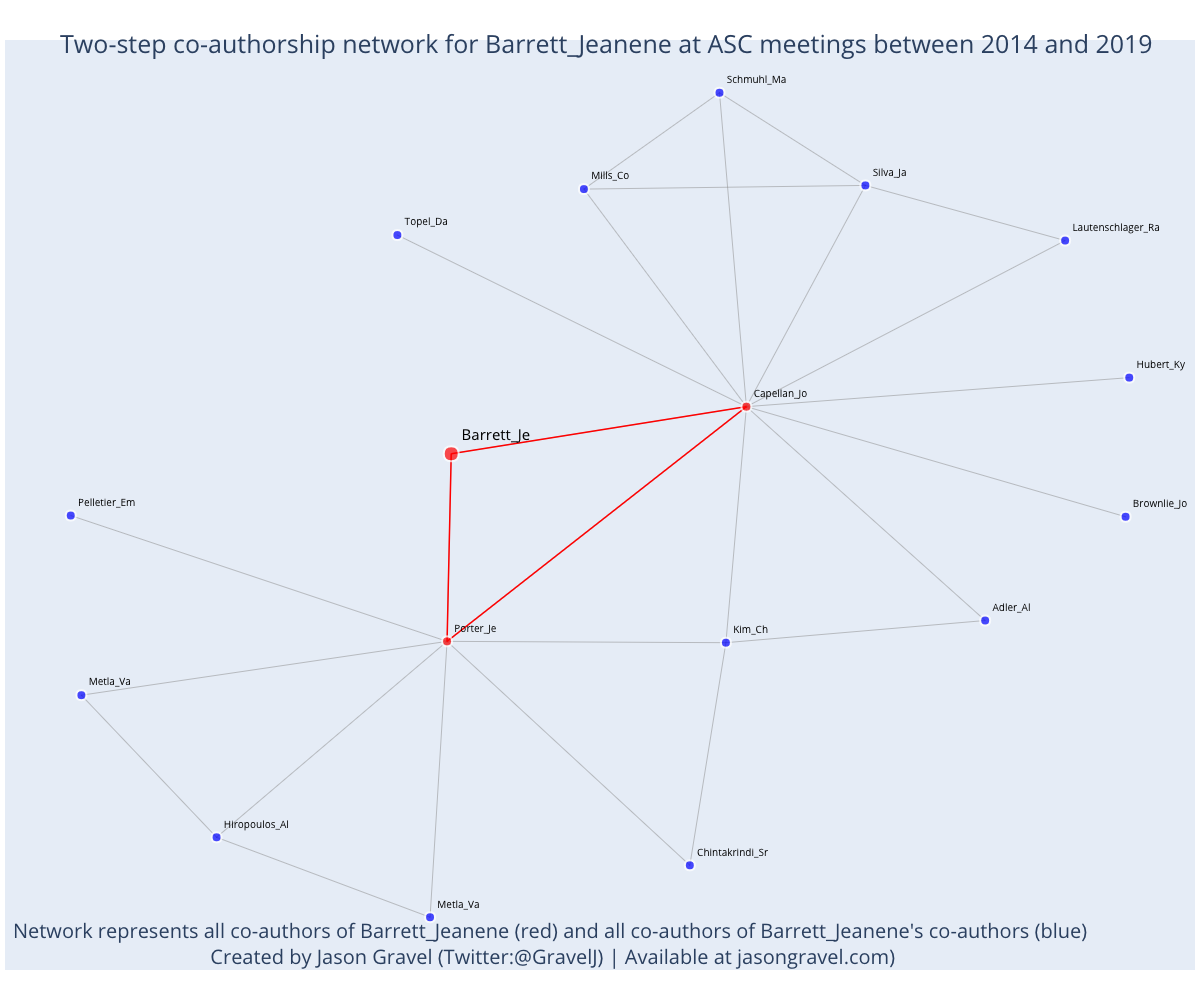 Two-step co-authorship network for Barrett_Jeanene at ASC meetings between 2014 and 2019
Schmuhl_Ma
Mills_Co
Silva_Ja
Topel_Da
Lautenschlager_Ra
Hubert_Ky
Capellan_Jo
Barrett_Je
Pelletier_Em
Brownlie_Jo
Adler_Al
Porter_Je
Kim_Ch
Metla_Va
Hiropoulos_Al
Chintakrindi_Sr
Metla_Va
Network represents all co-authors of Barrett_Jeanene (red) and all co-authors of Barrett_Jeanene's co-authors (blue)
Created by Jason Gravel (Twitter:@GravelJ) | Available at jasongravel.com)